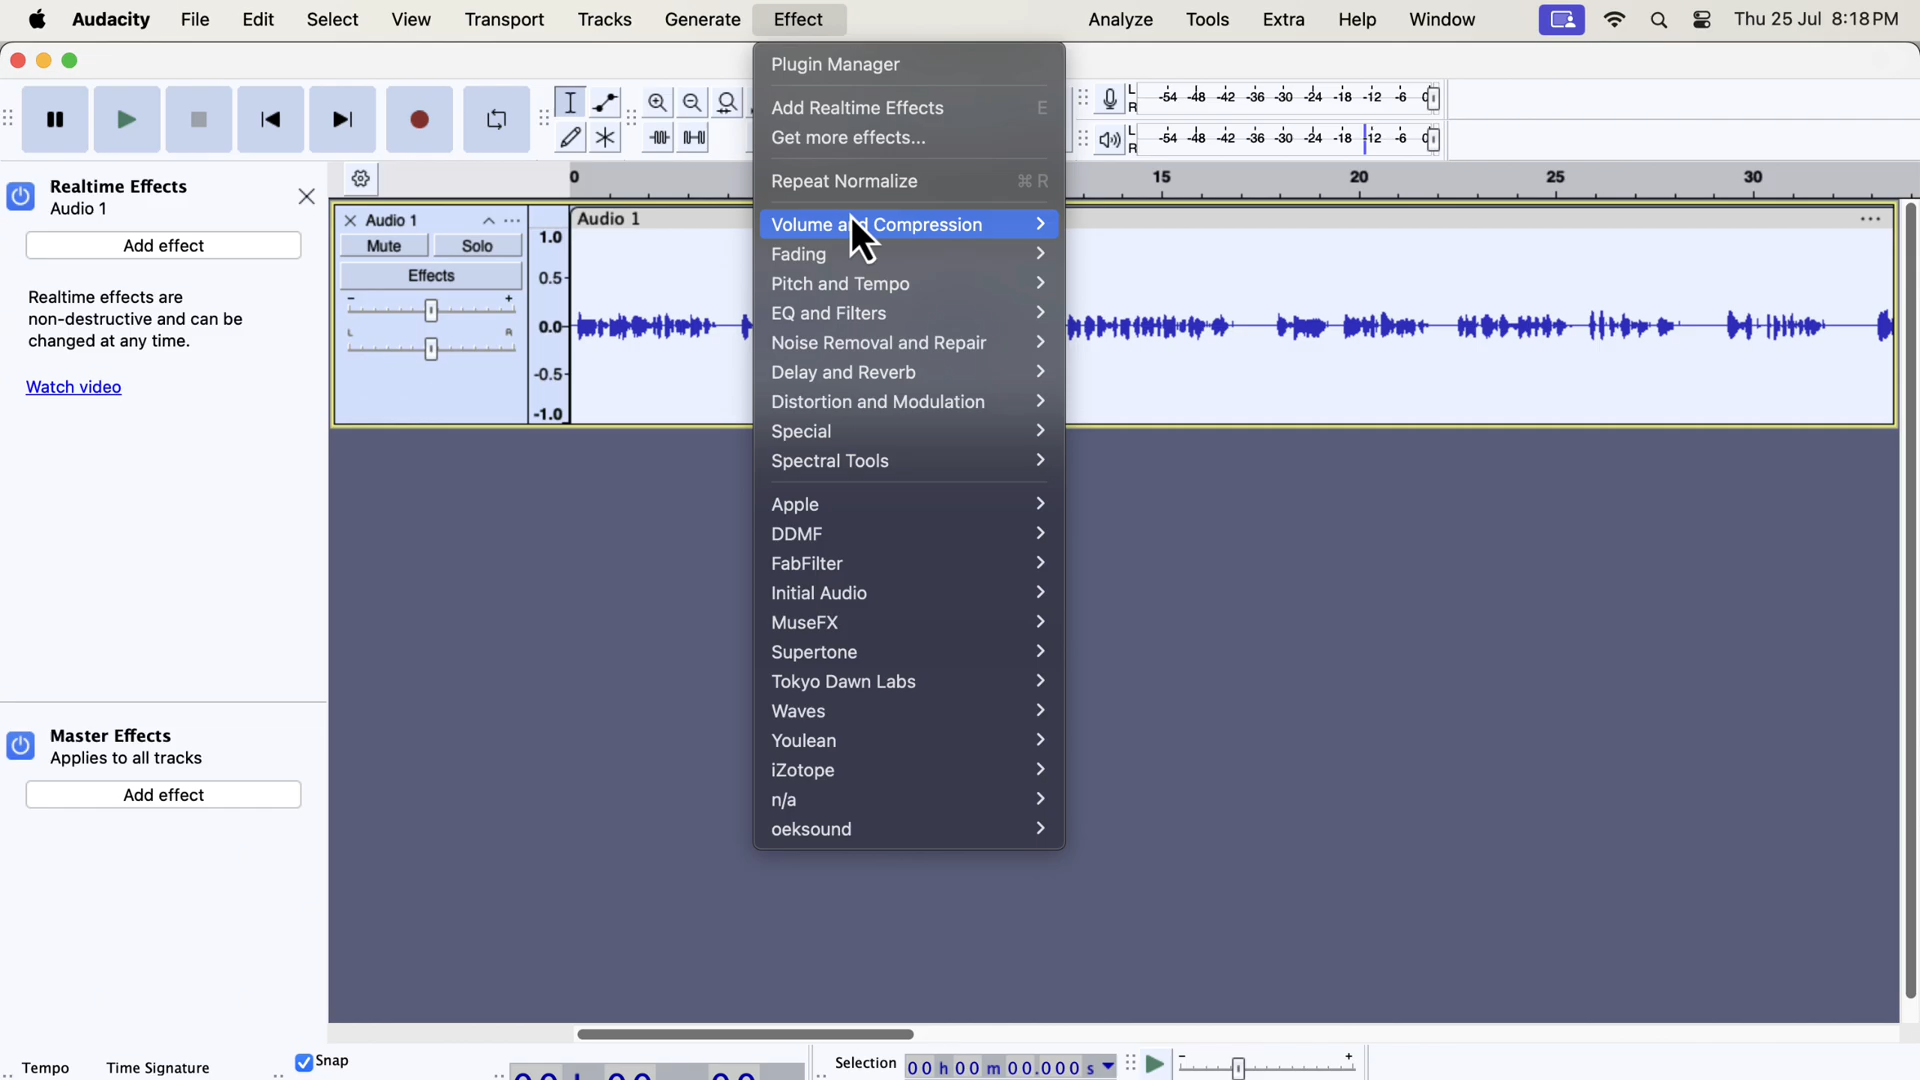 Audacity File Edit Select View Transport Tracks Generate Effect Analyze Tools Extra Help Window Thu 25 Jul 8:18 PM
Plugin Manager
Add Realtime Effects E
Get more effects...
Repeat Normalize ⌘ R
Volume and Compression
Fading
Pitch and Tempo
EQ and Filters
Noise Removal and Repair
Delay and Reverb
Distortion and Modulation
Special
Spectral Tools
Apple
DDMF
FabFilter
Initial Audio
MuseFX
Supertone
Tokyo Dawn Labs
Waves
Youlean
iZotope
n/a
oeksound
L
R
-54 -48 -42 -36 -30 -24 -18 -12 -6 0
L
R
-54 -48 -42 -36 -30 -24 -18 -12 -6 0
0 15 20 25 30
Realtime Effects
Audio 1
Add effect
Realtime effects are
non-destructive and can be
changed at any time.
Watch video
Audio 1
Mute Solo
Effects
- +
L R
1.0
0.5
0.0
-0.5
-1.0
Audio 1
Master Effects
Applies to all tracks
Add effect
Tempo Time Signature Snap
Selection 00 h 00 m 00.000 s
- +